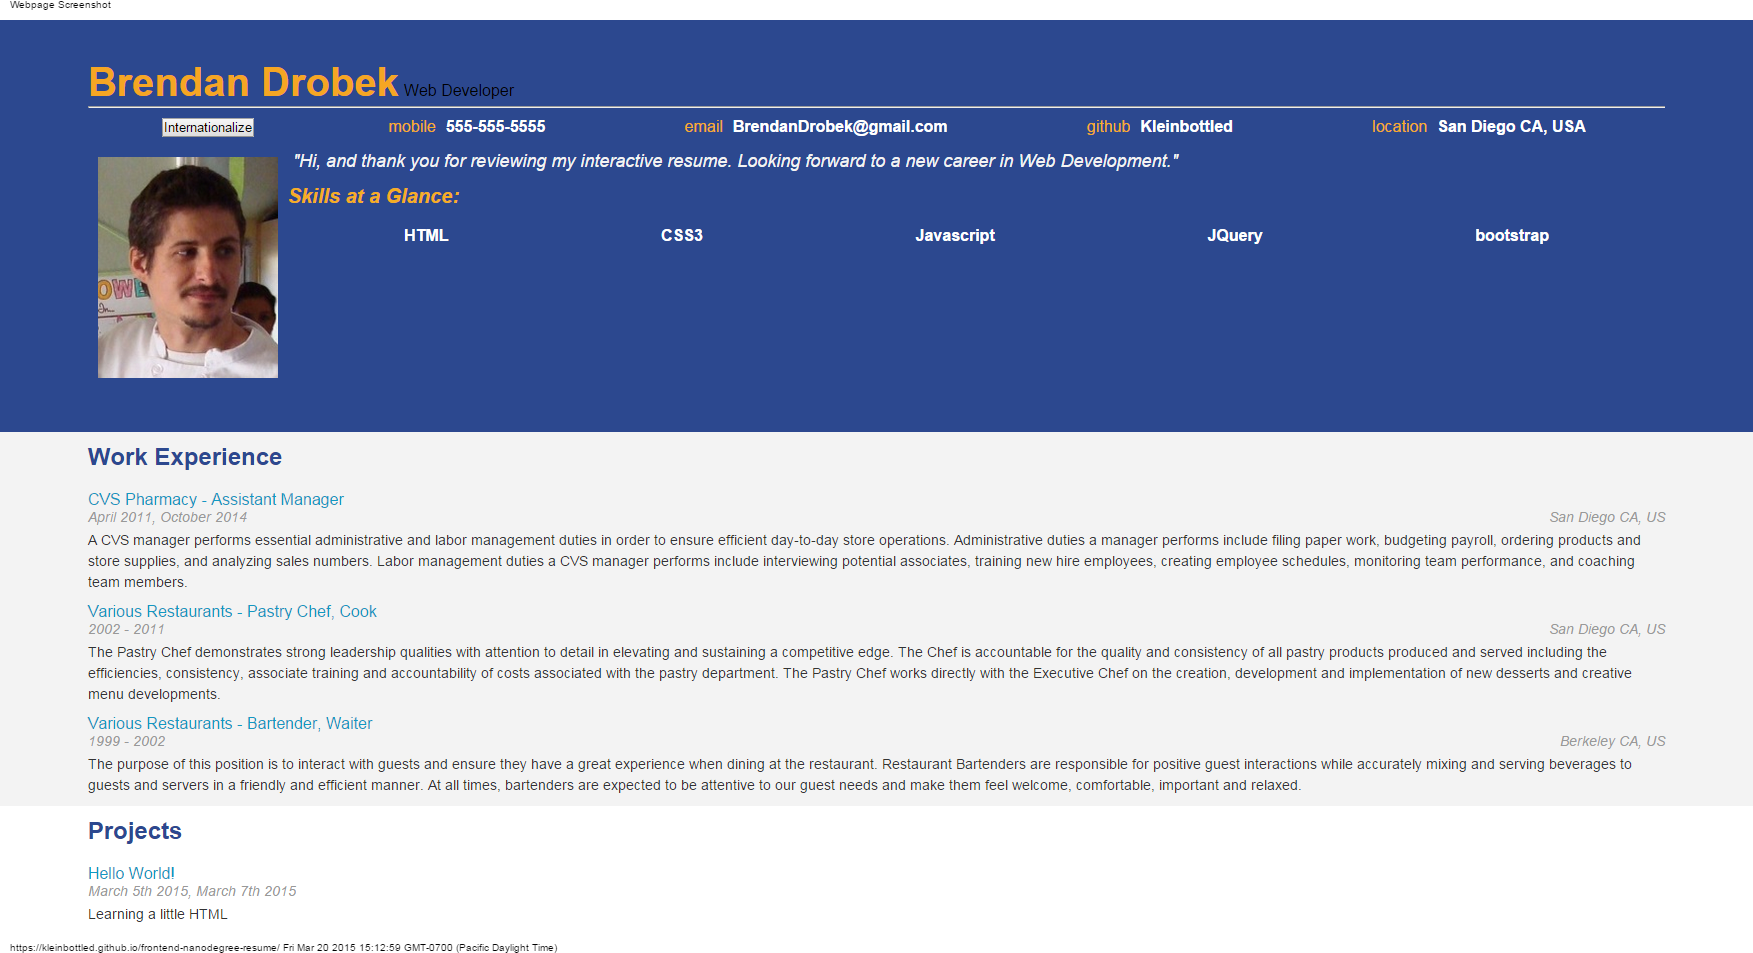 Webpage Screenshot
Brendan Drobek Web Developer
Internationalize mobile 555-555-5555 email BrendanDrobek@gmail.com github Kleinbottled location San Diego CA, USA
"Hi, and thank you for reviewing my interactive resume. Looking forward to a new career in Web Development."
Skills at a Glance:
HTML CSS3 Javascript JQuery bootstrap
Work Experience
CVS Pharmacy - Assistant Manager
April 2011, October 2014 San Diego CA, US
A CVS manager performs essential administrative and labor management duties in order to ensure efficient day-to-day store operations. Administrative duties a manager performs include filing paper work, budgeting payroll, ordering products and
store supplies, and analyzing sales numbers. Labor management duties a CVS manager performs include interviewing potential associates, training new hire employees, creating employee schedules, monitoring team performance, and coaching
team members.
Various Restaurants - Pastry Chef, Cook
2002 - 2011 San Diego CA, US
The Pastry Chef demonstrates strong leadership qualities with attention to detail in elevating and sustaining a competitive edge. The Chef is accountable for the quality and consistency of all pastry products produced and served including the
efficiencies, consistency, associate training and accountability of costs associated with the pastry department. The Pastry Chef works directly with the Executive Chef on the creation, development and implementation of new desserts and creative
menu developments.
Various Restaurants - Bartender, Waiter
1999 - 2002 Berkeley CA, US
The purpose of this position is to interact with guests and ensure they have a great experience when dining at the restaurant. Restaurant Bartenders are responsible for positive guest interactions while accurately mixing and serving beverages to
guests and servers in a friendly and efficient manner. At all times, bartenders are expected to be attentive to our guest needs and make them feel welcome, comfortable, important and relaxed.
Projects
Hello World!
March 5th 2015, March 7th 2015
Learning a little HTML
https://kleinbottled.github.io/frontend-nanodegree-resume/ Fri Mar 20 2015 15:12:59 GMT-0700 (Pacific Daylight Time)